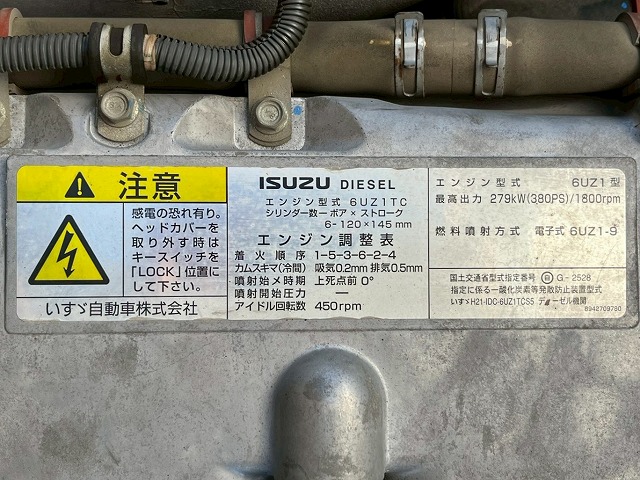 注意
感電の恐れ有り。
ヘッドカバーを
取り外す時は
キースイッチを
「LOCK」位置に
して下さい。
いすゞ自動車株式会社
ISUZU DIESEL
エンジン型式 6UZ1TC
シリンダー数－ボア×ストローク
6-120×145mm
エンジン調整表
着火順序 1-5-3-6-2-4
カムスキマ(冷間) 吸気0.2mm 排気0.5mm
噴射始メ時期 上死点前 0°
噴射開始圧力 ―
アイドル回転数 450rpm
エンジン型式 6UZ1型
最高出力 279kW(380PS)/1800rpm
燃料噴射方式 電子式 6UZ1-9
国土交通省型式指定番号 G-2528
指定に係る一酸化炭素等発散防止装置型式
いすゞH21-IDC-6UZ1TCS5 ディーゼル機関
8942709760